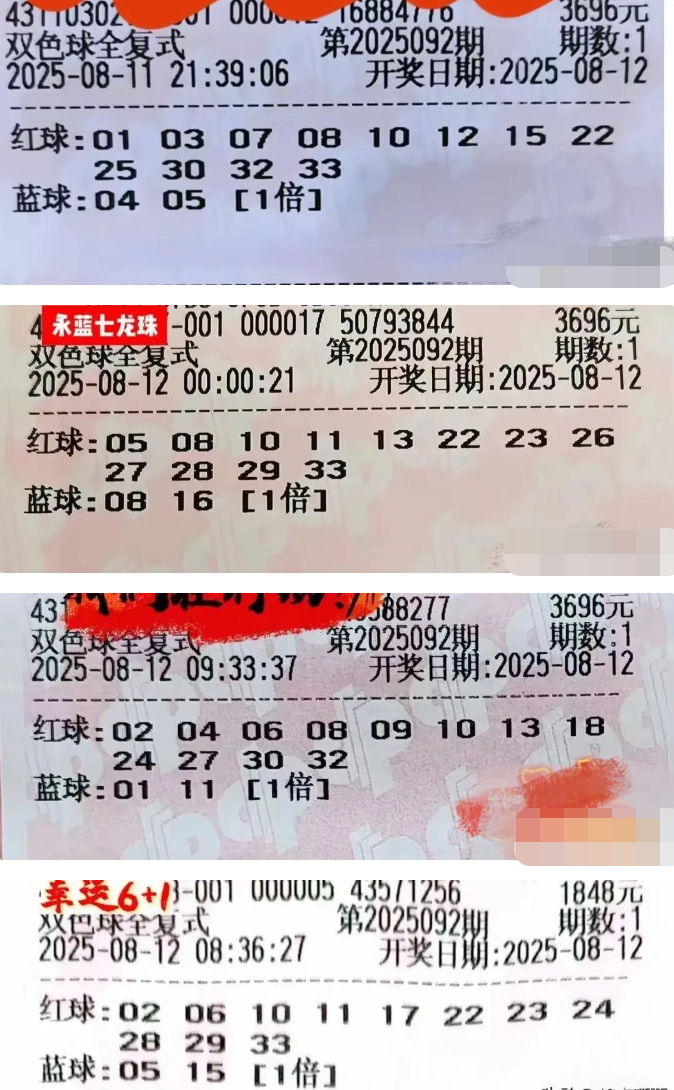 43110302 001 16884776 3696元
双色球全复式 第2025092期 期数:1
2025-08-11 21:39:06 开奖日期:2025-08-12
红球:01 03 07 08 10 12 15 22
25 30 32 33
蓝球:04 05 [1倍]
4 永蓝七龙珠 -001 000017 50793844 3696元
双色球全复式 第2025092期 期数:1
2025-08-12 00:00:21 开奖日期:2025-08-12
红球:05 08 10 11 13 22 23 26
27 28 29 33
蓝球:08 16 [1倍]
431 88277 3696元
双色球全复式 第2025092期 期数:1
2025-08-12 09:33:37 开奖日期:2025-08-12
红球:02 04 06 08 09 10 13 18
24 27 30 32
蓝球:01 11 [1倍]
幸运6+1 -001 000005 43571256 1848元
双色球全复式 第2025092期 期数:1
2025-08-12 08:36:27 开奖日期:2025-08-12
红球:02 06 10 11 17 22 23 24
28 29 33
蓝球:05 15 [1倍]